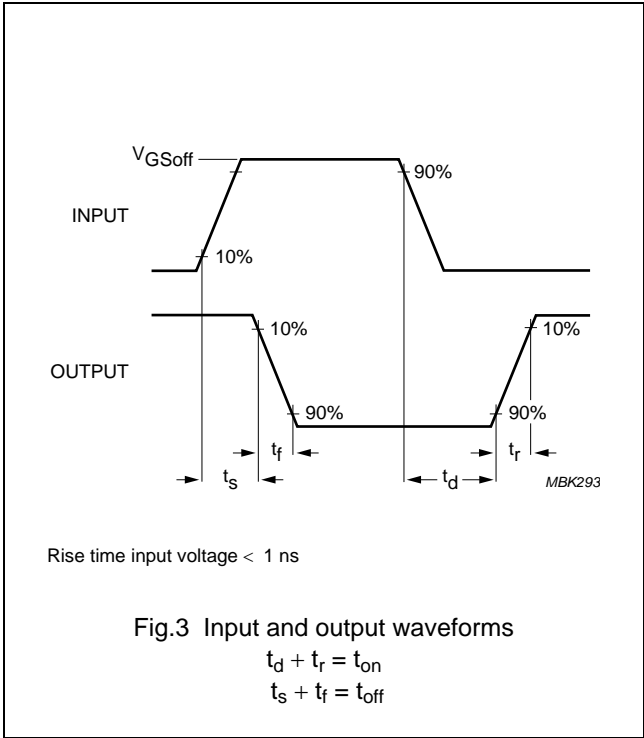 VGSoff
90%
INPUT
10%
10%
10%
OUTPUT
90%
90%
tf
tr
ts
td
MBK293
Rise time input voltage < 1 ns
Fig.3 Input and output waveforms
td + tr = ton
ts + tf = toff